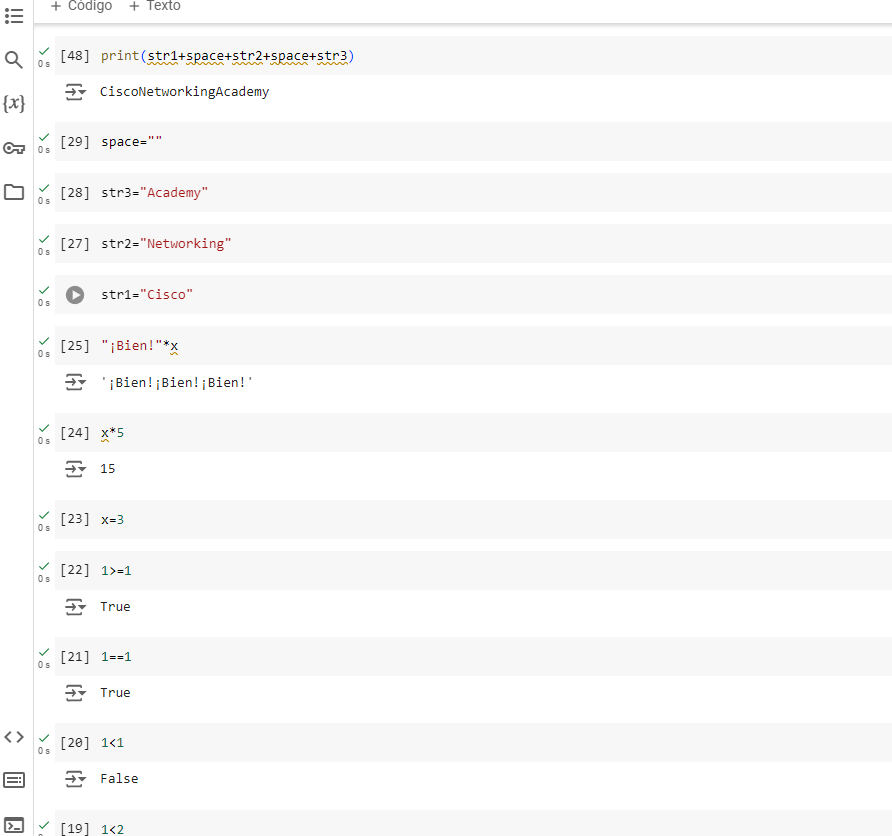 + Código + Texto
0 s [48] print(str1+space+str2+space+str3)
CiscoNetworkingAcademy
0 s [29] space=""
0 s [28] str3="Academy"
0 s [27] str2="Networking"
0 s str1="Cisco"
0 s [25] "¡Bien!"*x
'¡Bien!¡Bien!¡Bien!'
0 s [24] x*5
15
0 s [23] x=3
0 s [22] 1>=1
True
0 s [21] 1==1
True
0 s [20] 1<1
False
[19] 1<2
{x}